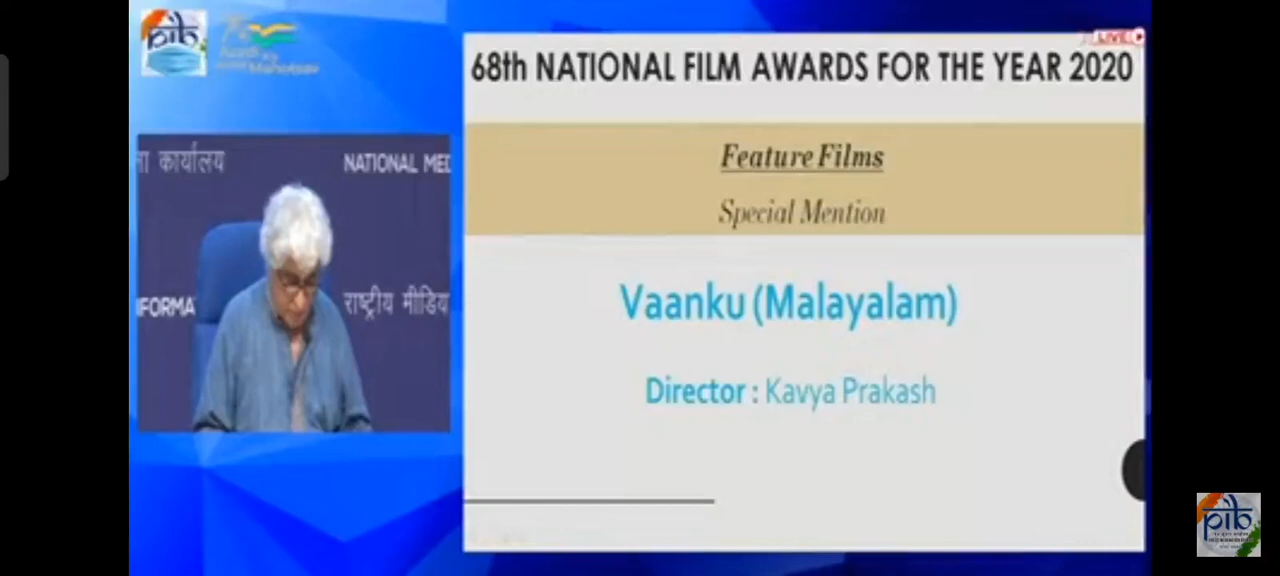 pib
LIVE
68th NATIONAL FILM AWARDS FOR THE YEAR 2020
Feature Films
Special Mention
Vaanku (Malayalam)
Director : Kavya Prakash
कार्यालय
NATIONAL MED
IFORMA
राष्ट्रीय मीडिय
pib